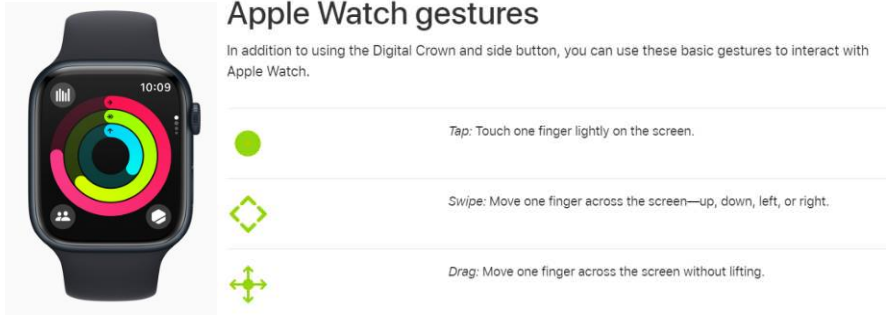 Apple Watch gestures
In addition to using the Digital Crown and side button, you can use these basic gestures to interact with
Apple Watch.
10:09
Tap: Touch one finger lightly on the screen.
Swipe: Move one finger across the screen—up, down, left, or right.
Drag: Move one finger across the screen without lifting.